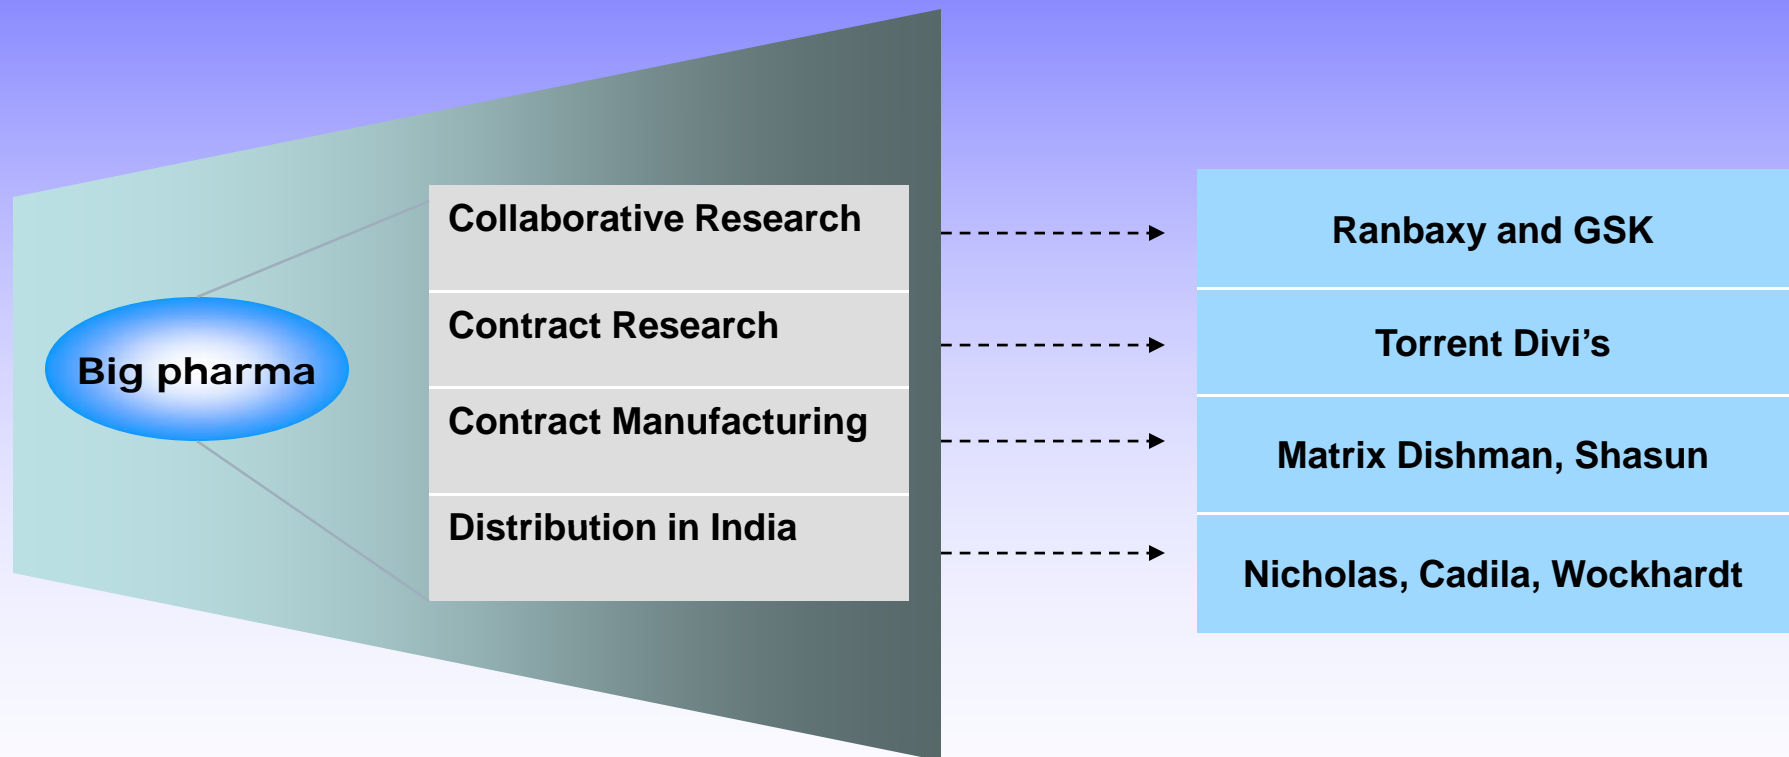 Big pharma
Collaborative Research
Contract Research
Contract Manufacturing
Distribution in India
Ranbaxy and GSK
Torrent Divi’s
Matrix Dishman, Shasun
Nicholas, Cadila, Wockhardt